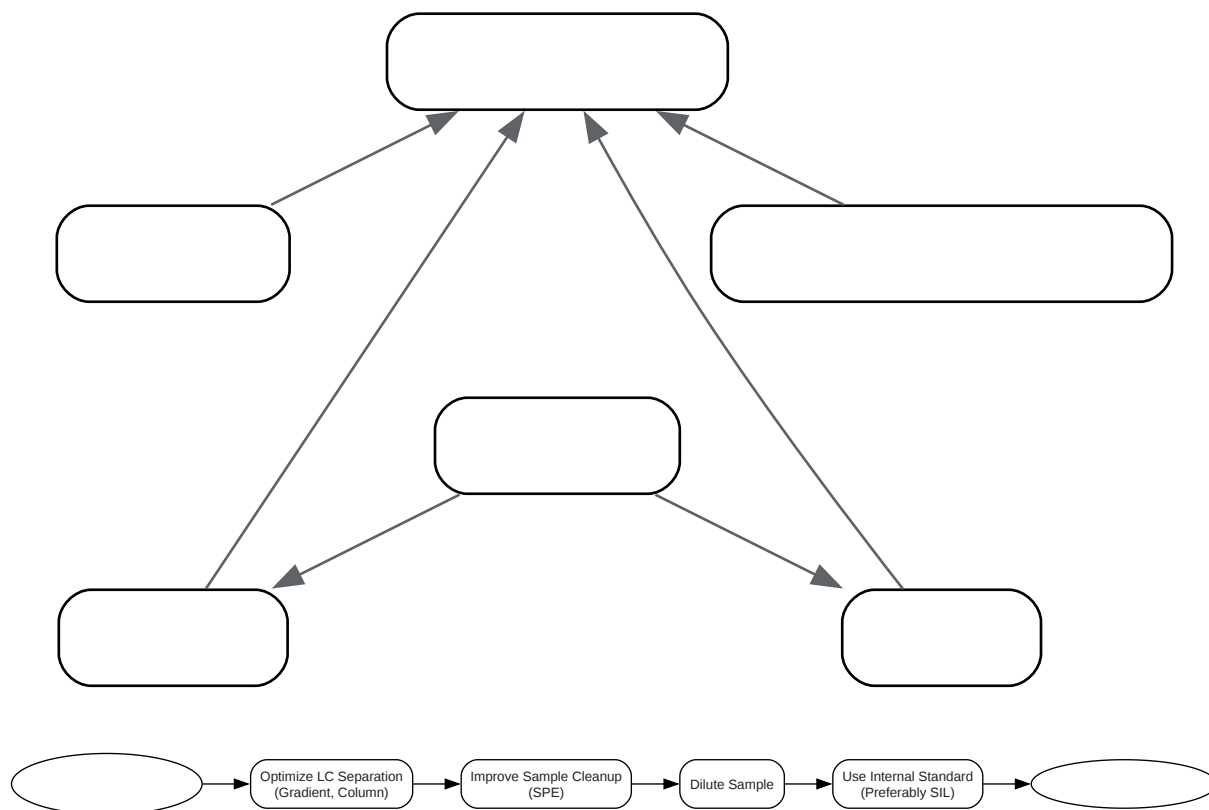 Optimize LC Separation
(Gradient, Column)
Improve Sample Cleanup
(SPE)
Dilute Sample
Use Internal Standard
(Preferably SIL)